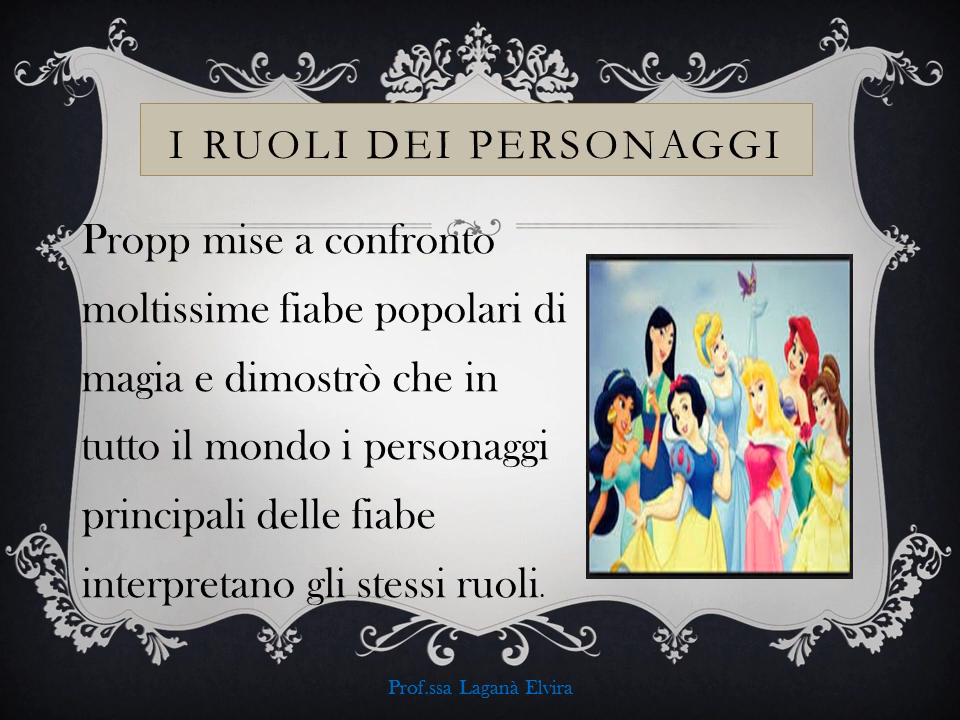 I RUOLI DEI PERSONAGGI
Propp mise a confronto
moltissime fiabe popolari di
magia e dimostrò che in
tutto il mondo i personaggi
principali delle fiabe
interpretano gli stessi ruoli.
Prof.ssa Laganà Elvira